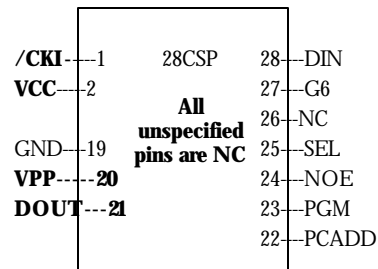 /CKI-----1 28CSP 28----DIN
VCC-----2 27----G6
All 26---NC
unspecified
GND----19 pins are NC 25----SEL
VPP-----20 24----NOE
DOUT---21 23----PGM
22----PCADD